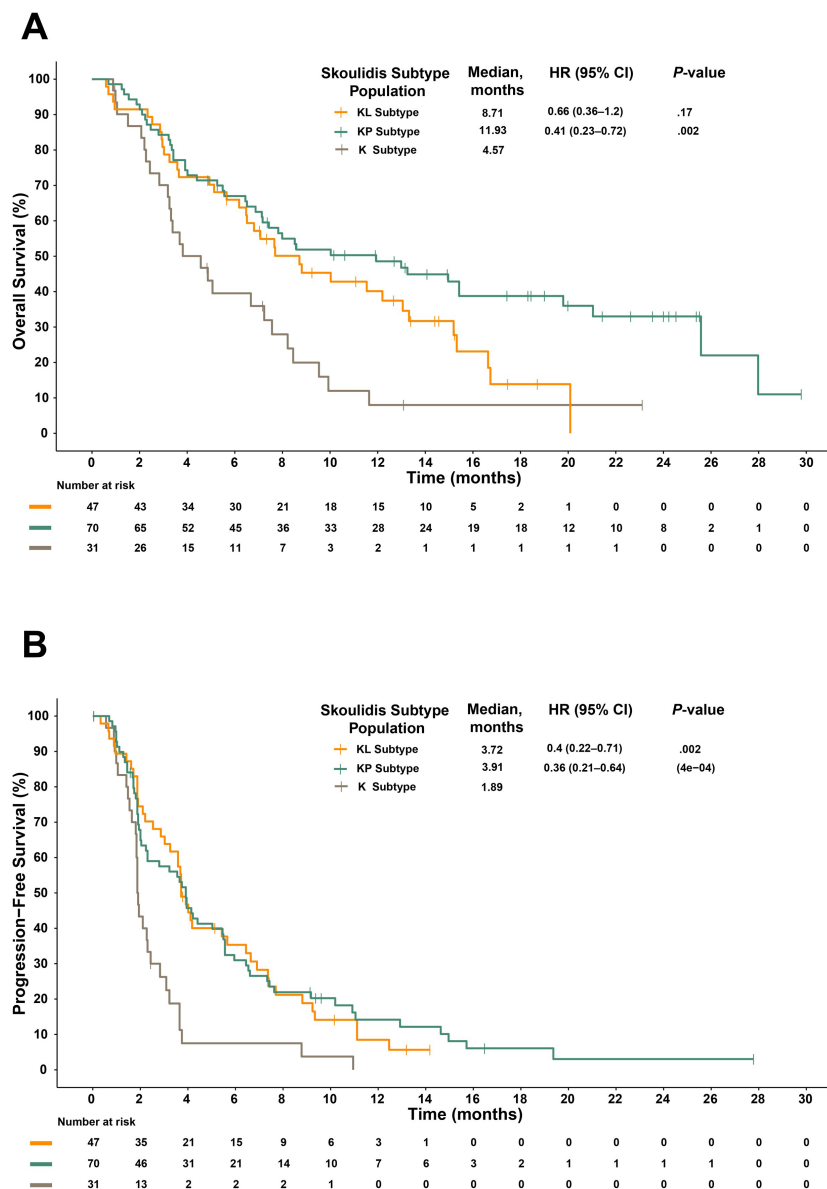 A
Skoulidis Subtype Population Median, months HR (95% CI) P-value
KL Subtype 8.71 0.66 (0.36–1.2) .17
KP Subtype 11.93 0.41 (0.23–0.72) .002
K Subtype 4.57
Overall Survival (%)
100
90
80
70
60
50
40
30
20
10
0
0 2 4 6 8 10 12 14 16 18 20 22 24 26 28 30
Time (months)
Number at risk
47 43 34 30 21 18 15 10 5 2 1 0 0 0 0 0
70 65 52 45 36 33 28 24 19 18 12 10 8 2 1 0
31 26 15 11 7 3 2 1 1 1 1 1 0 0 0 0
B
Skoulidis Subtype Population Median, months HR (95% CI) P-value
KL Subtype 3.72 0.4 (0.22–0.71) .002
KP Subtype 3.91 0.36 (0.21–0.64) (4e–04)
K Subtype 1.89
Progression−Free Survival (%)
100
90
80
70
60
50
40
30
20
10
0
0 2 4 6 8 10 12 14 16 18 20 22 24 26 28 30
Time (months)
Number at risk
47 35 21 15 9 6 3 1 0 0 0 0 0 0 0 0
70 46 31 21 14 10 7 6 3 2 1 1 1 1 0 0
31 13 2 2 2 1 0 0 0 0 0 0 0 0 0 0